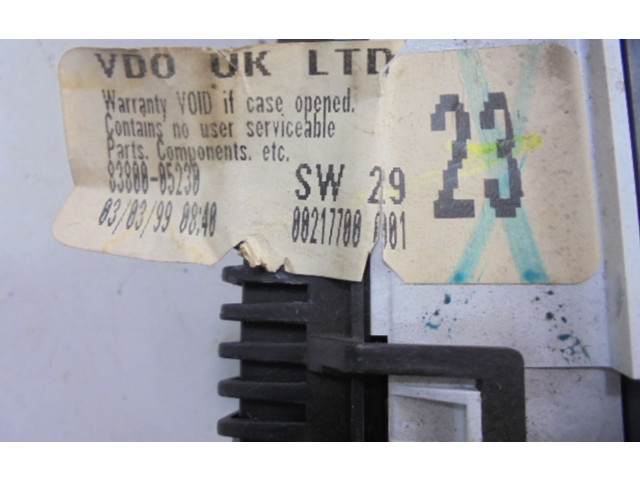 VDO UK LTD
Warranty VOID if case opened.
Contains no user serviceable
Parts. Components. etc.
83800-05230
SW 29
03/03/99 08:40
00217700
23